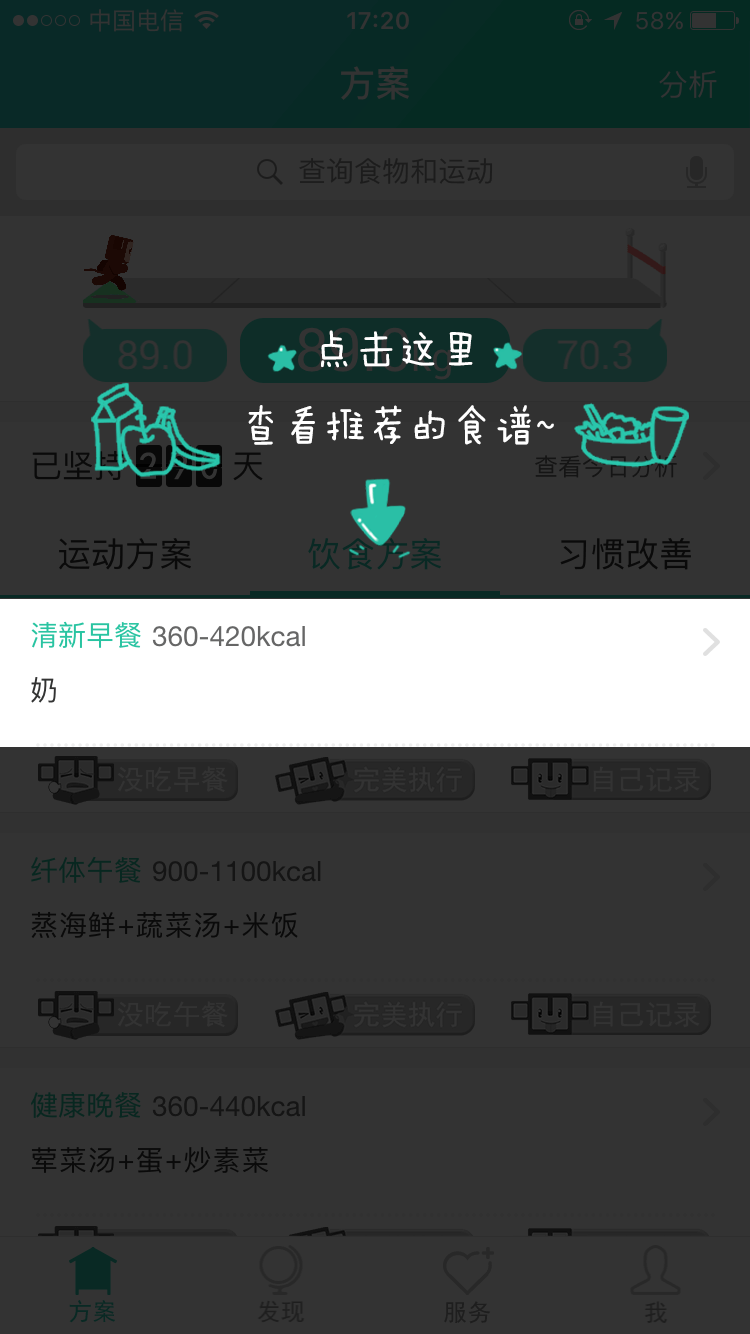 中国电信 17:20 58%
方案 分析
查询食物和运动
89.0 89.0kg 70.3
点击这里
查看推荐的食谱~
已坚持 天 查看今日分析
运动方案 饮食方案 习惯改善
清新早餐 360-420kcal
奶
没吃早餐 完美执行 自己记录
纤体午餐 900-1100kcal
蒸海鲜+蔬菜汤+米饭
没吃午餐 完美执行 自己记录
健康晚餐 360-440kcal
荤菜汤+蛋+炒素菜
方案 发现 服务 我